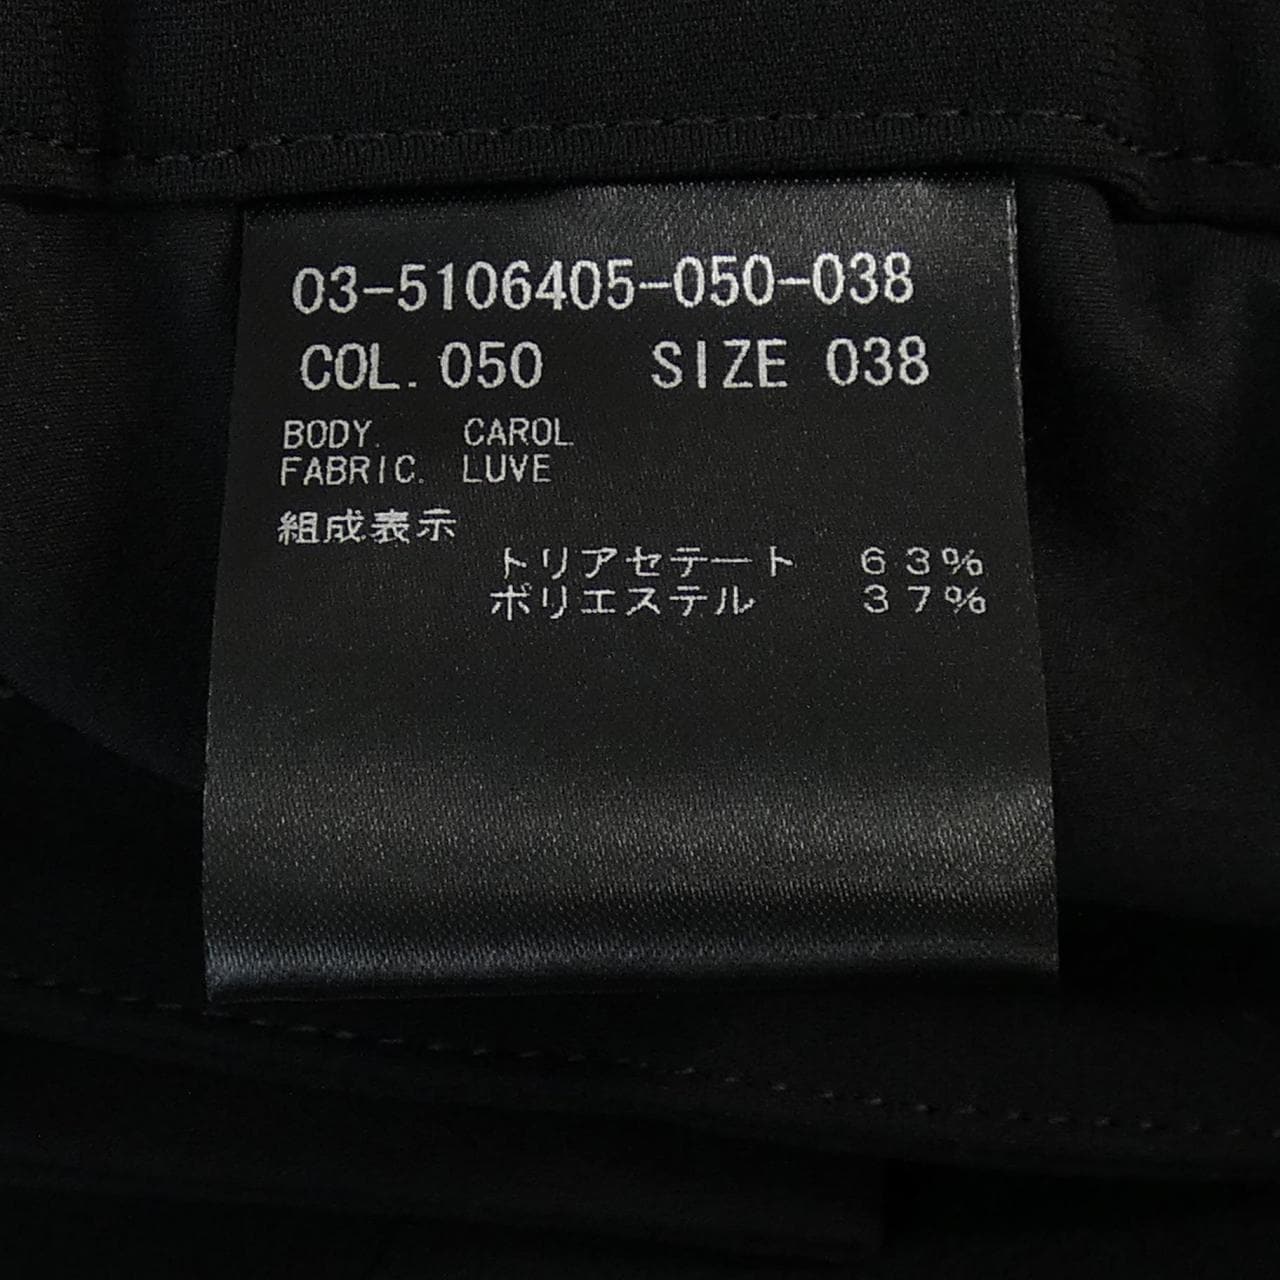 03-5106405-050-038
COL. 050 SIZE 038
BODY. CAROL
FABRIC. LUVE
組成表示
トリアセテート 63%
ポリエステル 37%